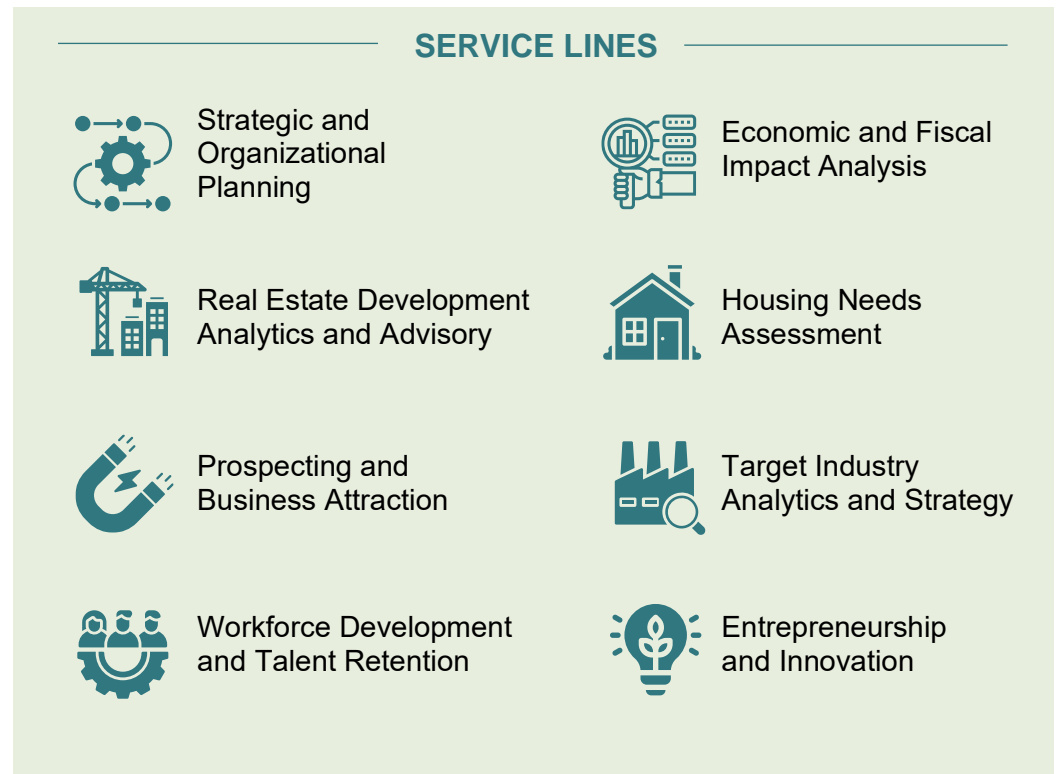 SERVICE LINES
Strategic and
Organizational
Planning
Economic and Fiscal
Impact Analysis
Real Estate Development
Analytics and Advisory
Housing Needs
Assessment
Prospecting and
Business Attraction
Target Industry
Analytics and Strategy
Workforce Development
and Talent Retention
Entrepreneurship
and Innovation